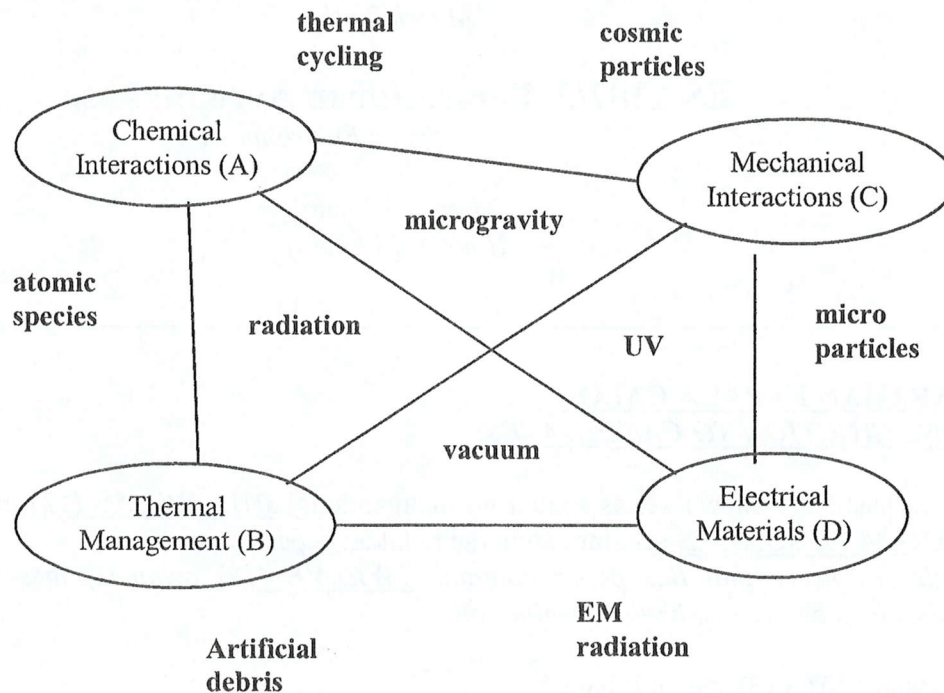 thermal
cycling
cosmic
particles
Chemical
Interactions (A)
Mechanical
Interactions (C)
microgravity
atomic
species
radiation
UV
micro
particles
vacuum
Thermal
Management (B)
Electrical
Materials (D)
EM
radiation
Artificial
debris